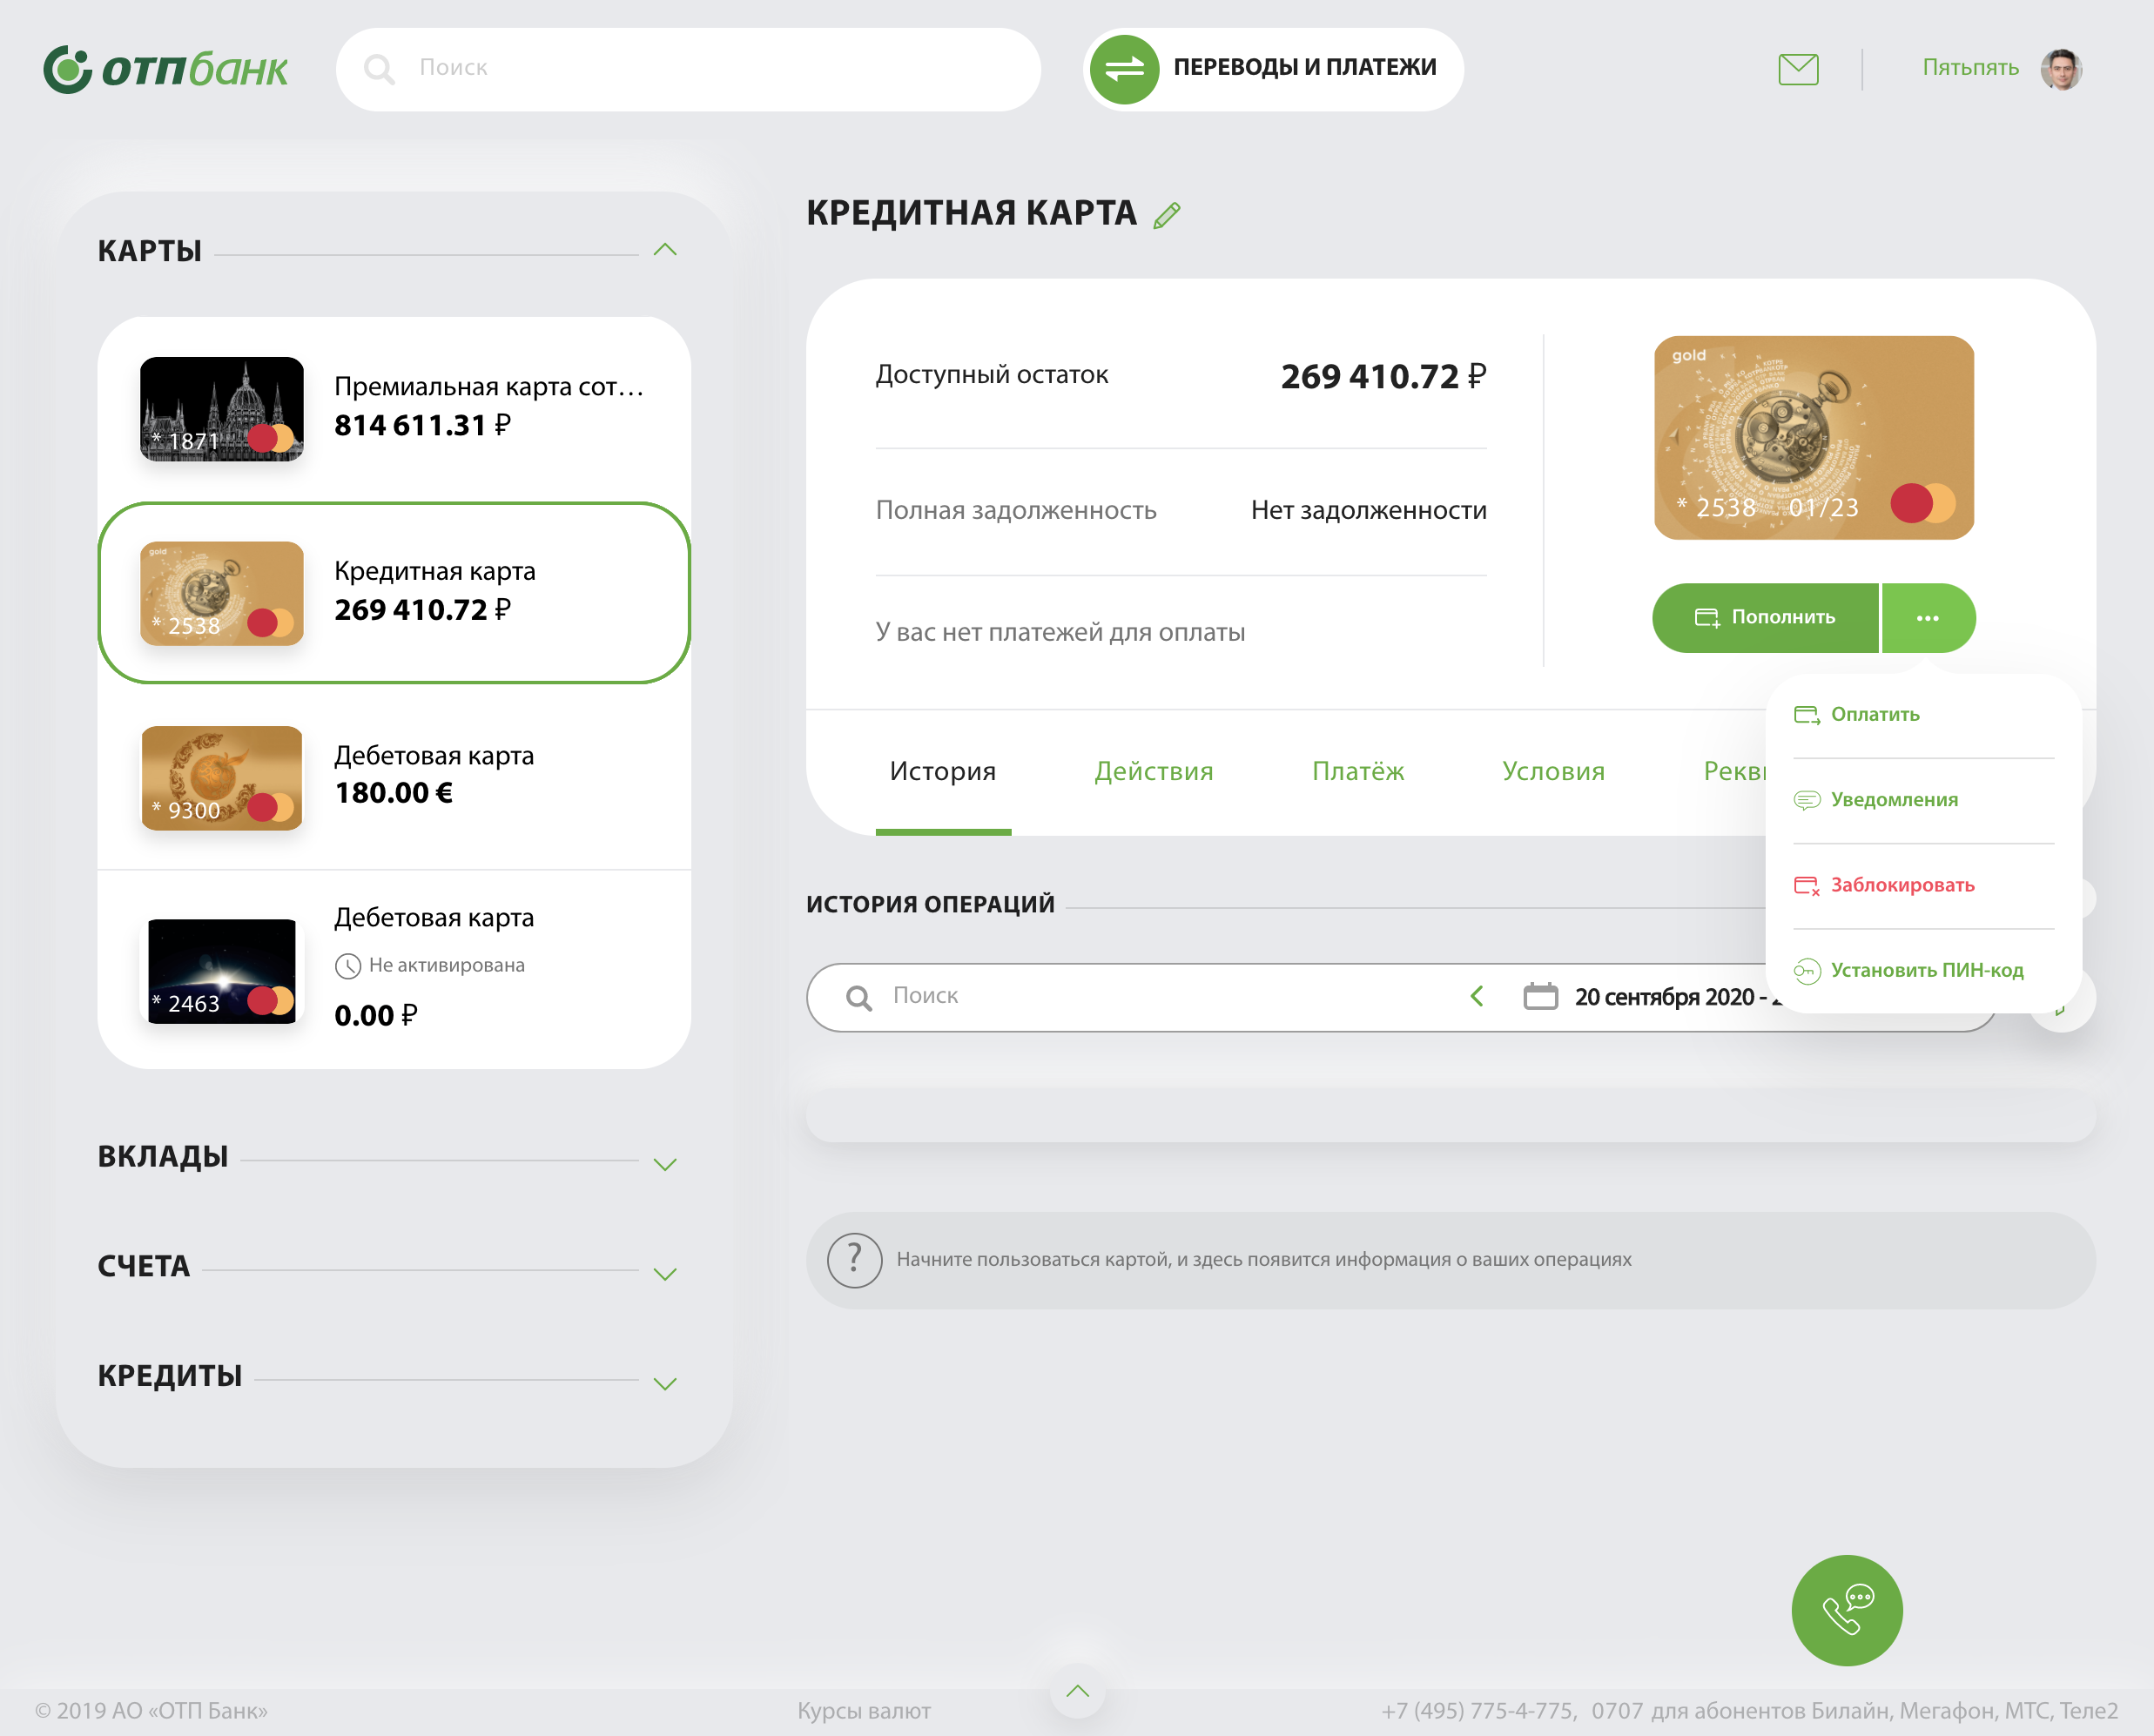 ОТПбанк
Поиск
ПЕРЕВОДЫ И ПЛАТЕЖИ
Пятьпять
КАРТЫ
* 1871
Премиальная карта сот...
814 611.31 ₽
gold
* 2538
Кредитная карта
269 410.72 ₽
* 9300
Дебетовая карта
180.00 €
* 2463
Дебетовая карта
Не активирована
0.00 ₽
ВКЛАДЫ
СЧЕТА
КРЕДИТЫ
КРЕДИТНАЯ КАРТА
Доступный остаток 269 410.72 ₽
Полная задолженность Нет задолженности
У вас нет платежей для оплаты
gold
* 2538 01/23
Пополнить
Оплатить
Уведомления
Заблокировать
Установить ПИН-код
История Действия Платёж Условия
ИСТОРИЯ ОПЕРАЦИЙ
Поиск
20 сентября 2020 -
? Начните пользоваться картой, и здесь появится информация о ваших операциях
© 2019 АО «ОТП Банк»
Курсы валют
+7 (495) 775-4-775, 0707 для абонентов Билайн, Мегафон, МТС, Теле2